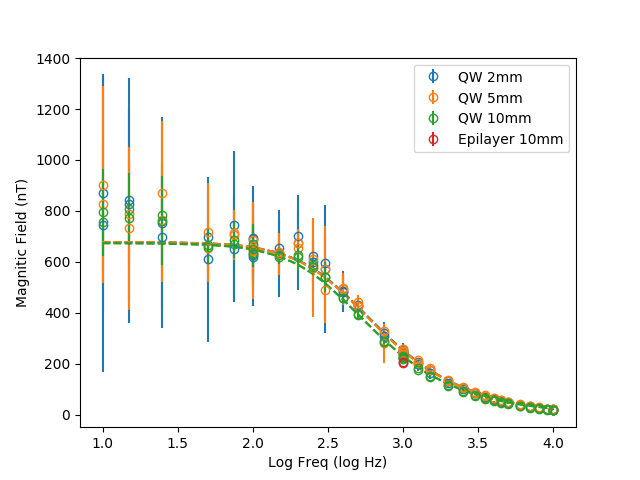 1400
1200
1000
800
600
400
200
0
Magnitic Field (nT)
QW 2mm
QW 5mm
QW 10mm
Epilayer 10mm
1.0 1.5 2.0 2.5 3.0 3.5 4.0
Log Freq (log Hz)